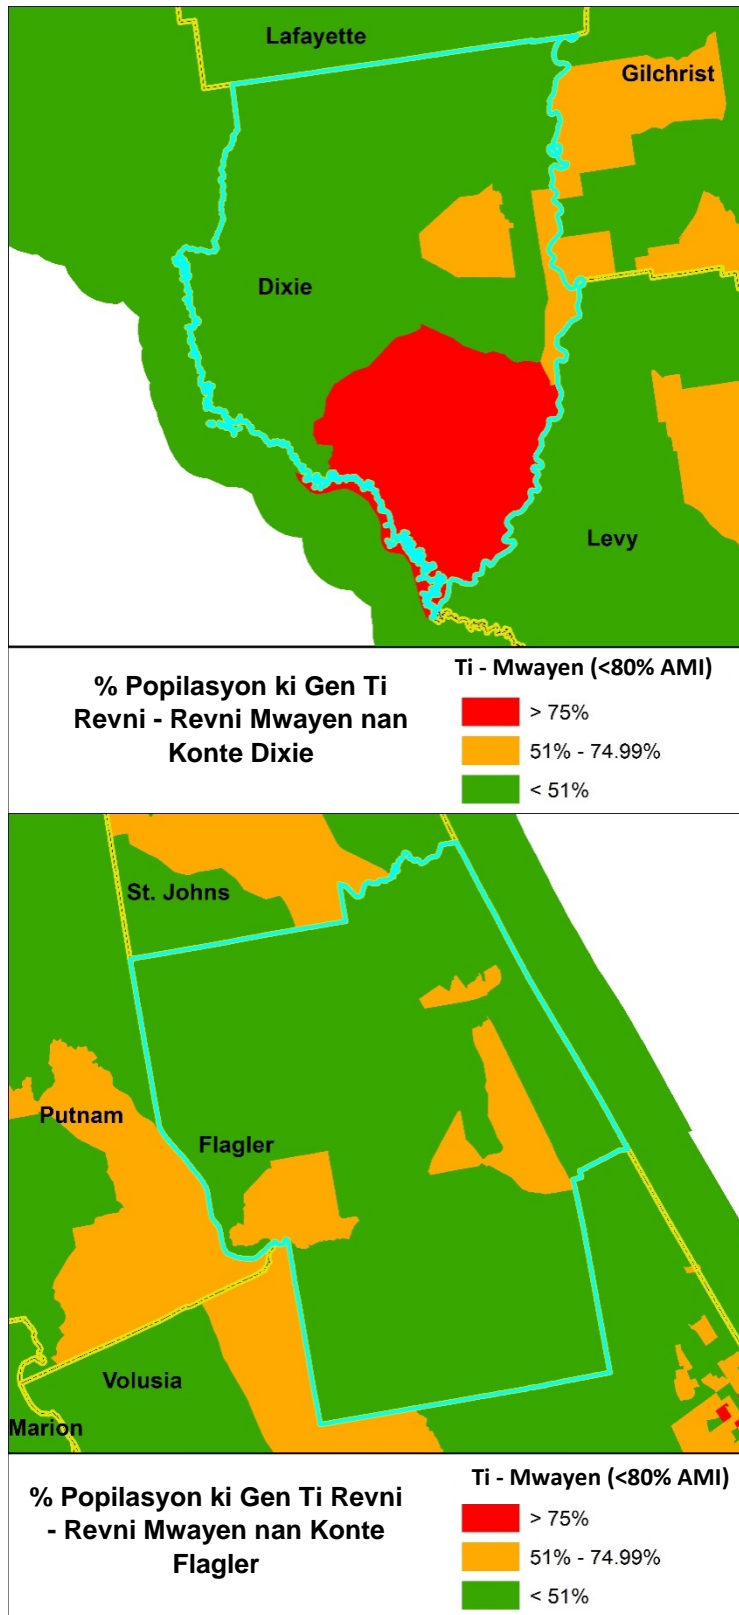 Lafayette
Gilchrist
Dixie
Levy
% Popilasyon ki Gen Ti
Revni - Revni Mwayen nan
Konte Dixie
Ti - Mwayen (<80% AMI)
> 75%
51% - 74.99%
< 51%
St. Johns
Putnam
Flagler
Volusia
Marion
% Popilasyon ki Gen Ti Revni
- Revni Mwayen nan Konte
Flagler
Ti - Mwayen (<80% AMI)
> 75%
51% - 74.99%
< 51%